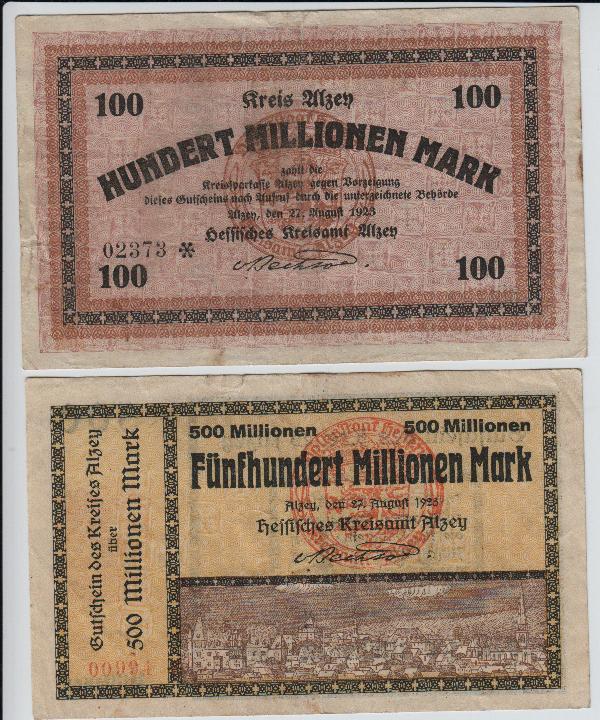 100
Kreis Alzey
100
HUNDERT MILLIONEN MARK
zahlt die
Kreissparkasse Alzey gegen Vorzeigung
dieses Gutscheins nach Aufruf durch die unterzeichnete Behörde
Alzey, den 27. August 1923
Hessisches Kreisamt Alzey
02373 *
100
100
Gutschein des Kreises Alzey
über
500 Millionen Mark
00994
500 Millionen
500 Millionen
Fünfhundert Millionen Mark
Alzey, den 27. August 1923
Hessisches Kreisamt Alzey